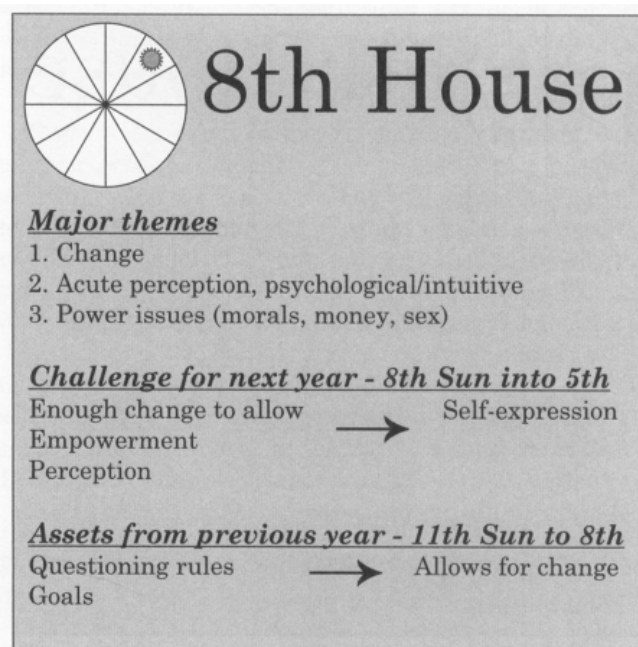 8th House
Major themes
1. Change
2. Acute perception, psychological/intuitive
3. Power issues (morals, money, sex)
Challenge for next year - 8th Sun into 5th
Enough change to allow → Self-expression
Empowerment
Perception
Assets from previous year - 11th Sun to 8th
Questioning rules → Allows for change
Goals